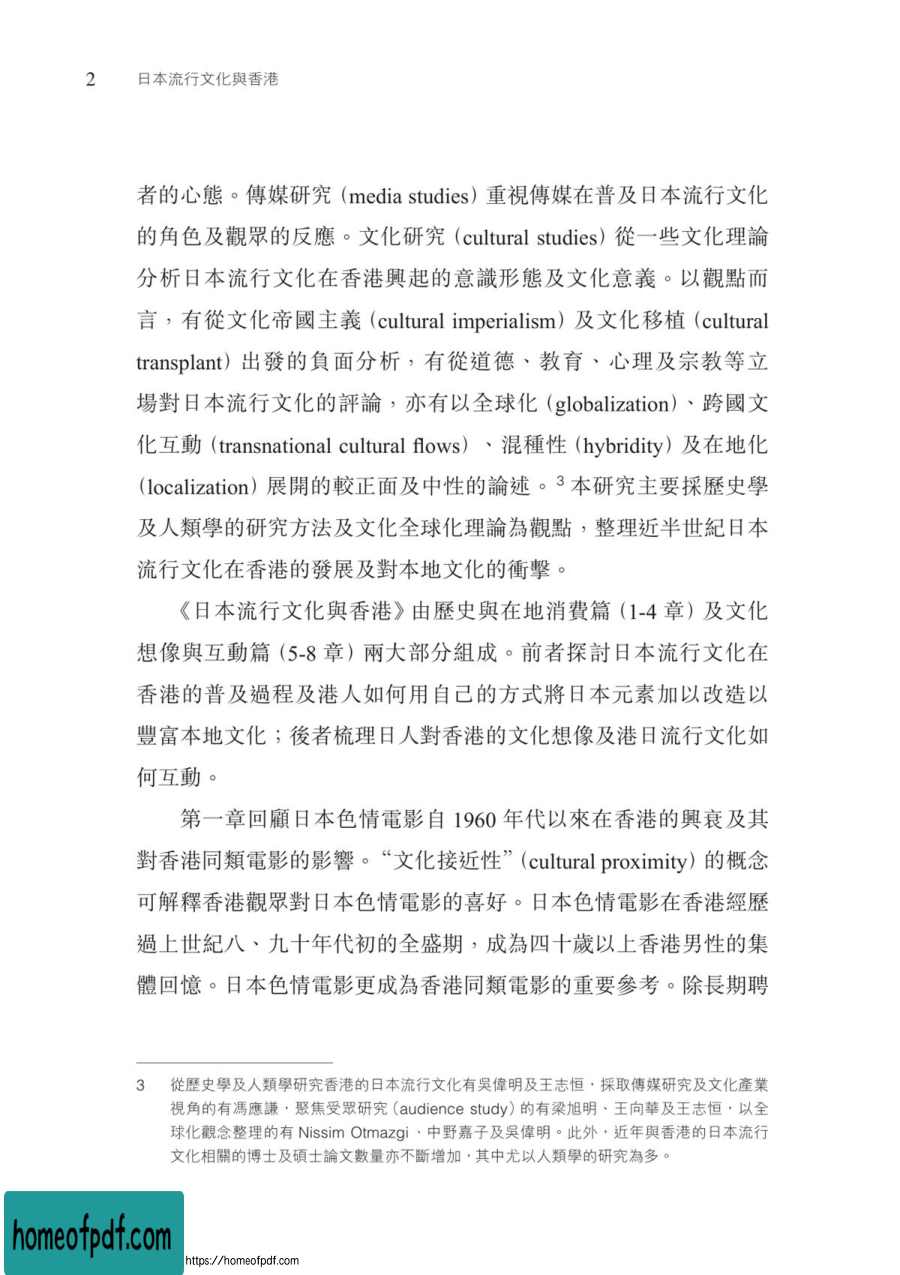 2 日本流行文化與香港
者的心態。傳媒研究（media studies）重視傳媒在普及日本流行文化
的角色及觀眾的反應。文化研究（cultural studies）從一些文化理論
分析日本流行文化在香港興起的意識形態及文化意義。以觀點而
言，有從文化帝國主義（cultural imperialism）及文化移植（cultural
transplant）出發的負面分析，有從道德、教育、心理及宗教等立
場對日本流行文化的評論，亦有以全球化（globalization）、跨國文
化互動（transnational cultural flows）、混種性（hybridity）及在地化
（localization）展開的較正面及中性的論述。3 本研究主要採歷史學
及人類學的研究方法及文化全球化理論為觀點，整理近半世紀日本
流行文化在香港的發展及對本地文化的衝擊。
《日本流行文化與香港》由歷史與在地消費篇（1-4 章）及文化
想像與互動篇（5-8 章）兩大部分組成。前者探討日本流行文化在
香港的普及過程及港人如何用自己的方式將日本元素加以改造以
豐富本地文化；後者梳理日人對香港的文化想像及港日流行文化如
何互動。
第一章回顧日本色情電影自 1960 年代以來在香港的興衰及其
對香港同類電影的影響。“文化接近性”（cultural proximity）的概念
可解釋香港觀眾對日本色情電影的喜好。日本色情電影在香港經歷
過上世紀八、九十年代初的全盛期，成為四十歲以上香港男性的集
體回憶。日本色情電影更成為香港同類電影的重要參考。除長期聘
3 從歷史學及人類學研究香港的日本流行文化有吳偉明及王志恒，採取傳媒研究及文化產業
視角的有馮應謙，聚焦受眾研究（audience study）的有梁旭明、王向華及王志恒，以全
球化觀念整理的有 Nissim Otmazgi、中野嘉子及吳偉明。此外，近年與香港的日本流行
文化相關的博士及碩士論文數量亦不斷增加，其中尤以人類學的研究為多。
homeofpdf.com
https://homeofpdf.com